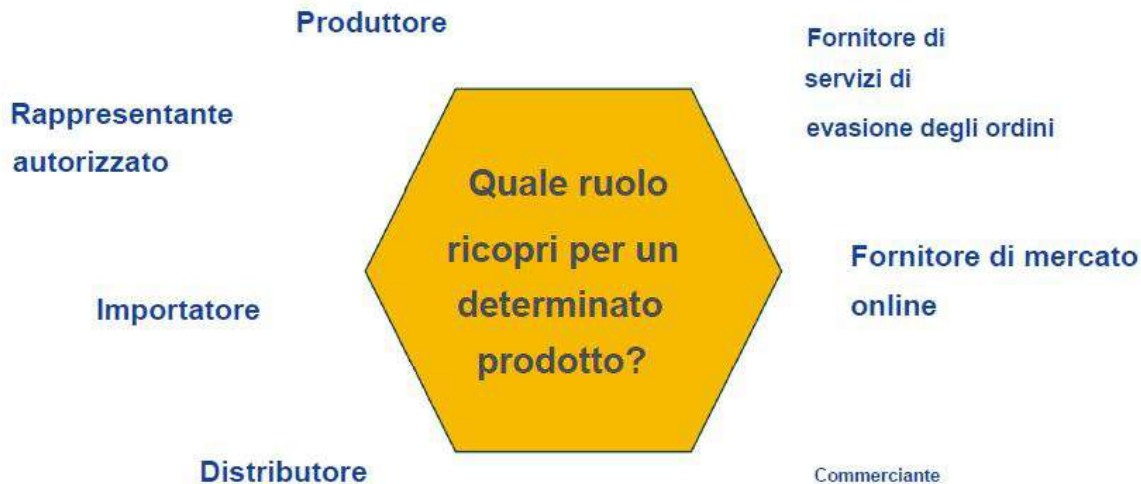 Produttore
Fornitore di
servizi di
evasione degli ordini
Rappresentante
autorizzato
Quale ruolo
ricopri per un
determinato
prodotto?
Fornitore di mercato
online
Importatore
Distributore
Commerciante